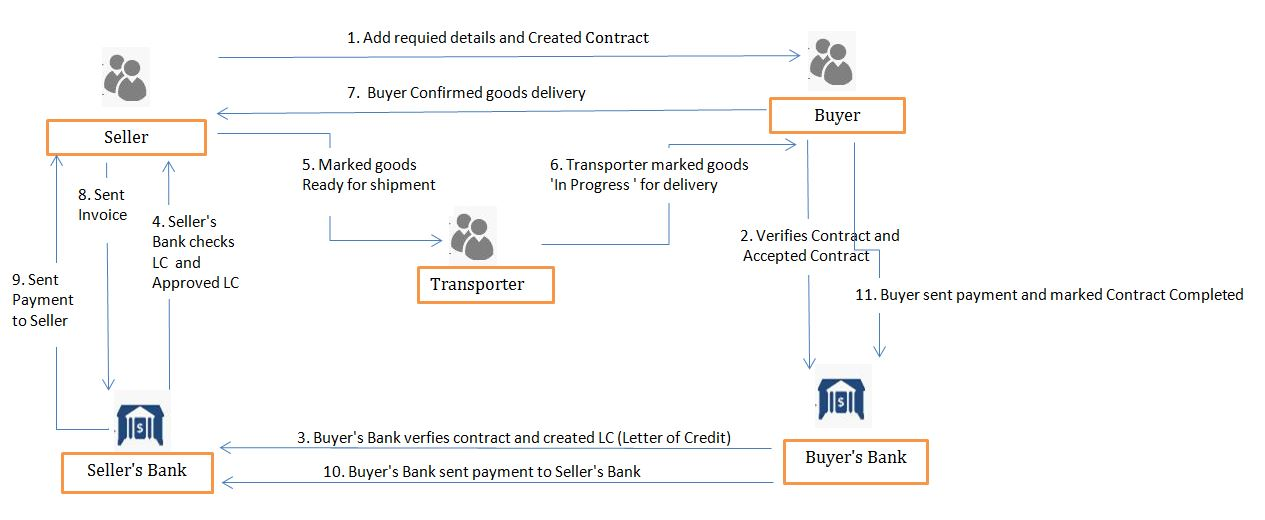 1. Add requied details and Created Contract
7. Buyer Confirmed goods delivery
Seller
Buyer
5. Marked goods
Ready for shipment
6. Transporter marked goods
'In Progress ' for delivery
8. Sent
Invoice
4. Seller's
Bank checks
LC and
Approved LC
2. Verifies Contract and
Accepted Contract
9. Sent
Payment
to Seller
Transporter
11. Buyer sent payment and marked Contract Completed
3. Buyer's Bank verfies contract and created LC (Letter of Credit)
Seller's Bank
10. Buyer's Bank sent payment to Seller's Bank
Buyer's Bank
$
$